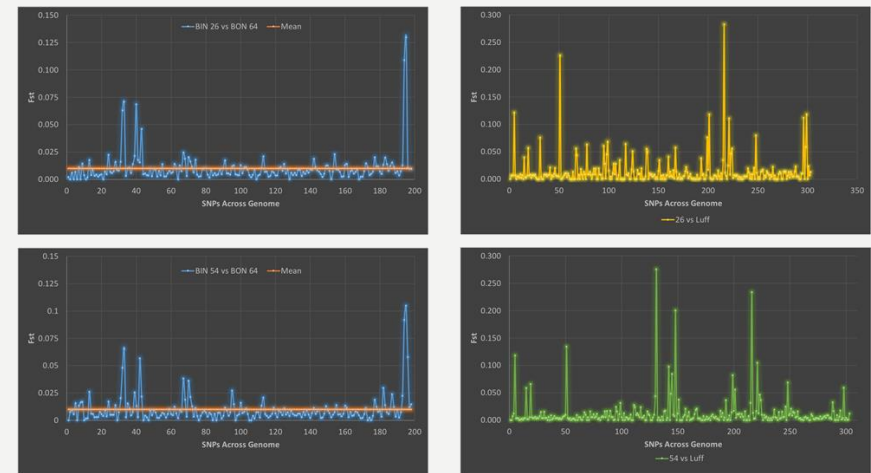 0.150
BIN 26 vs BON 64 Mean
0.125
0.100
0.075
0.050
0.025
0.000
Fst
0 20 40 60 80 100 120 140 160 180 200
SNPs Across Genome
0.300
0.250
0.200
0.150
0.100
0.050
0.000
Fst
0 50 100 150 200 250 300 350
SNPs Across Genome
26 vs Luff
0.15
BIN 54 vs BON 64 Mean
0.125
0.1
0.075
0.05
0.025
0
Fst
0 20 40 60 80 100 120 140 160 180 200
SNPs Across Genome
0.300
0.250
0.200
0.150
0.100
0.050
0.000
Fst
0 50 100 150 200 250 300
SNPs Across Genome
54 vs Luff